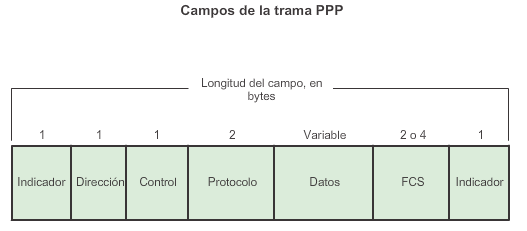 Campos de la trama PPP
Longitud del campo, en
bytes
1 1 1 2 Variable 2 o 4 1
Indicador Dirección Control Protocolo Datos FCS Indicador